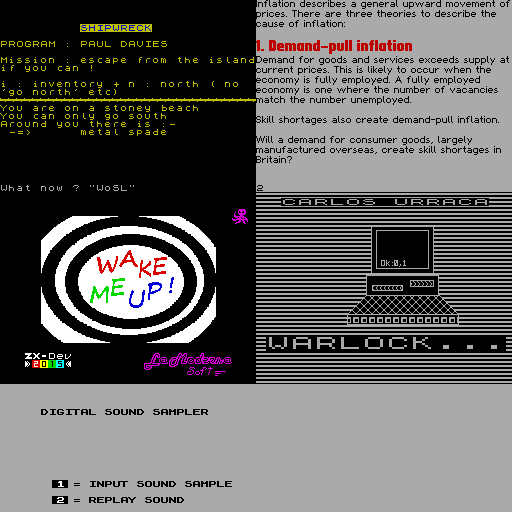 SHIPWRECK
PROGRAM : PAUL DAVIES
Mission : escape from the island
if you can !
i : inventory + n : north ( no
'go north' etc)
You are on a stoney beach
You can only go south
Around you there is :-
-=> metal spade
What now ? "WoSL"
Inflation describes a general upward movement of
prices. There are three theories to describe the
cause of inflation:
1. Demand-pull inflation
Demand for goods and services exceeds supply at
current prices. This is likely to occur when the
economy is fully employed. A fully employed
economy is one where the number of vacancies
match the number unemployed.
Skill shortages also create demand-pull inflation.
Will a demand for consumer goods, largely
manufactured overseas, create skill shortages in
Britain?
2
WAKE
ME UP!
ZX-Dev
2015
La Moderna
Soft
CARLOS URRACA
Ok:0,1
WARLOCK...
DIGITAL SOUND SAMPLER
1 = INPUT SOUND SAMPLE
2 = REPLAY SOUND